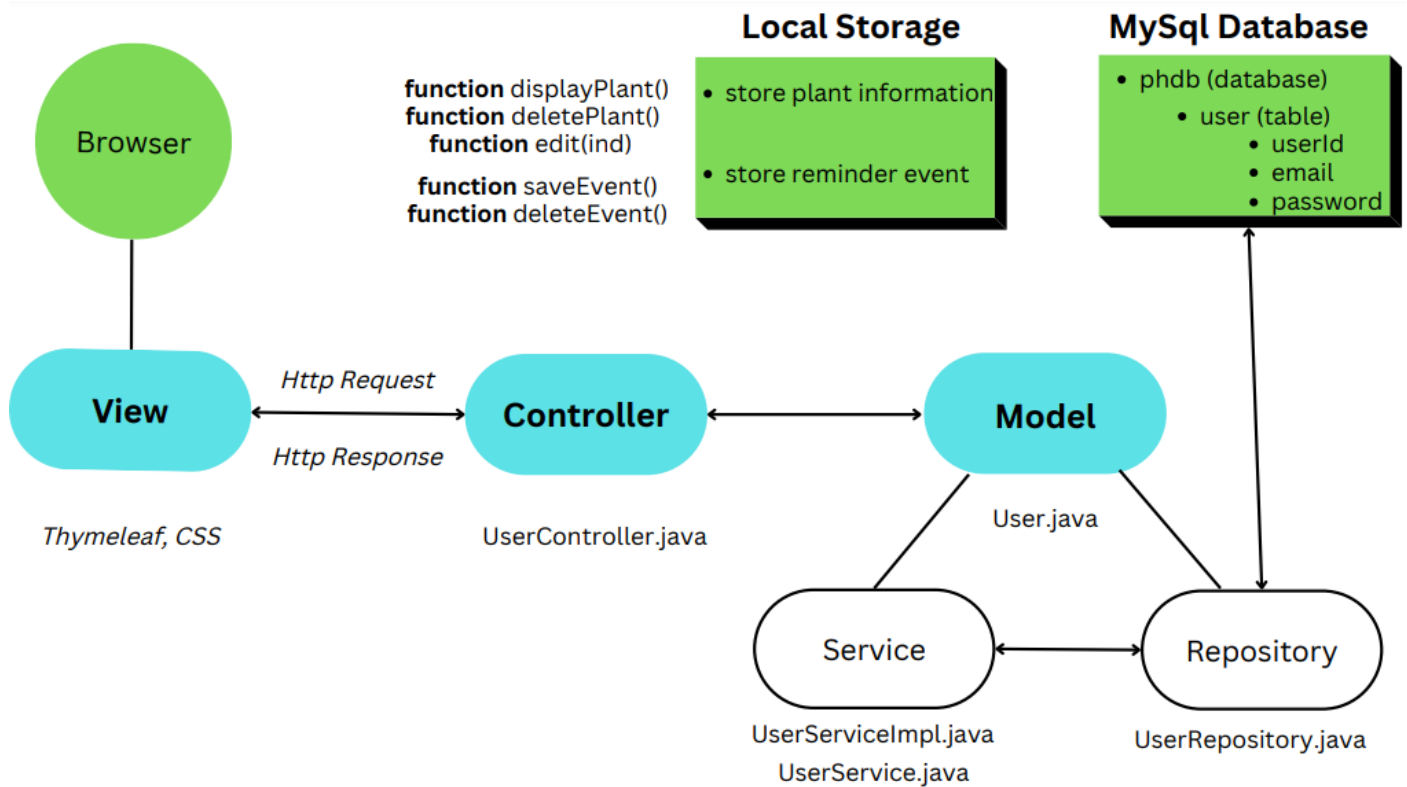 Local Storage
MySql Database
Browser
function displayPlant()
function deletePlant()
function edit(ind)
function saveEvent()
function deleteEvent()
• store plant information
• store reminder event
• phdb (database)
• user (table)
• userId
• email
• password
View
Http Request
Http Response
Controller
Model
Thymeleaf, CSS
UserController.java
User.java
Service
Repository
UserServiceImpl.java
UserService.java
UserRepository.java